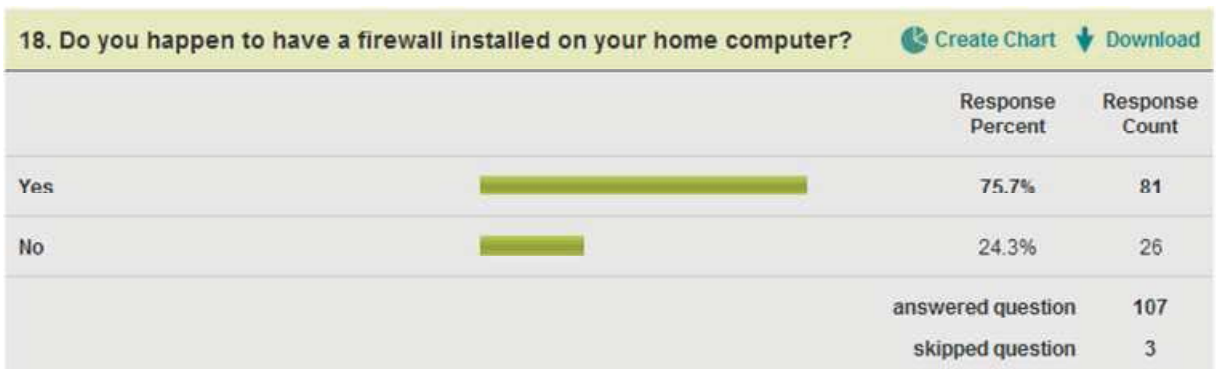 18. Do you happen to have a firewall installed on your home computer? Create Chart Download
Response Percent Response Count
Yes 75.7% 81
No 24.3% 26
answered question 107
skipped question 3